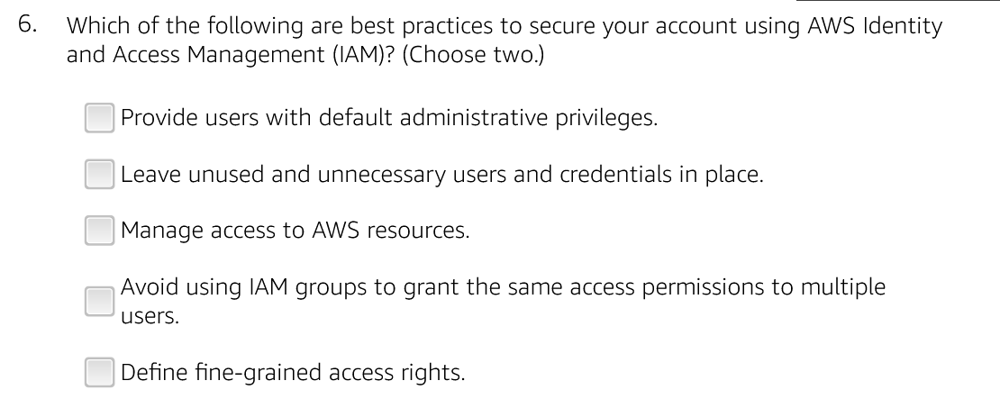 6. Which of the following are best practices to secure your account using AWS Identity
and Access Management (IAM)? (Choose two.)
Provide users with default administrative privileges.
Leave unused and unnecessary users and credentials in place.
Manage access to AWS resources.
Avoid using IAM groups to grant the same access permissions to multiple
users.
Define fine-grained access rights.